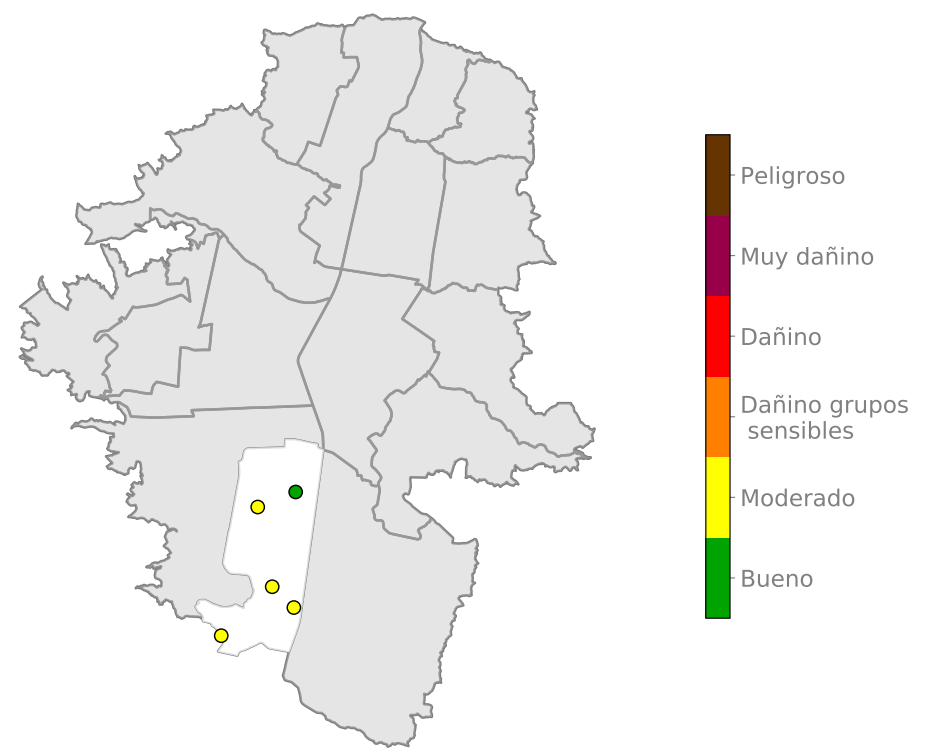 Peligroso
Muy dañino
Dañino
Dañino grupos
sensibles
Moderado
Bueno